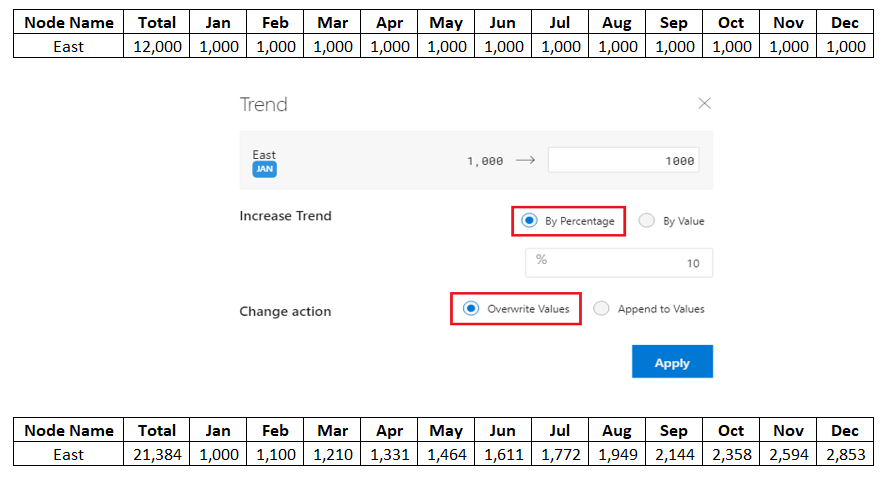 Node Name Total Jan Feb Mar Apr May Jun Jul Aug Sep Oct Nov Dec
East 12,000 1,000 1,000 1,000 1,000 1,000 1,000 1,000 1,000 1,000 1,000 1,000 1,000
Trend
East
JAN
1,000 → 1000
Increase Trend By Percentage By Value
% 10
Change action Overwrite Values Append to Values
Apply
Node Name Total Jan Feb Mar Apr May Jun Jul Aug Sep Oct Nov Dec
East 21,384 1,000 1,100 1,210 1,331 1,464 1,611 1,772 1,949 2,144 2,358 2,594 2,853